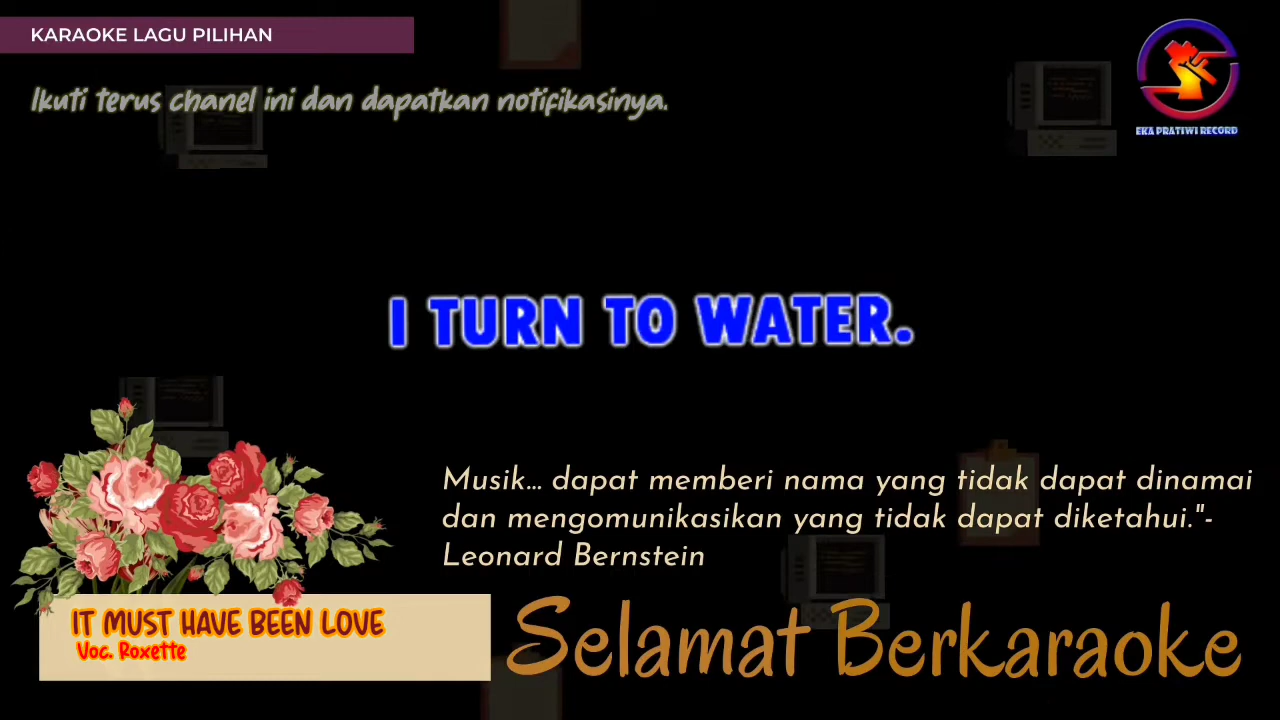 KARAOKE LAGU PILIHAN
Ikuti terus chanel ini dan dapatkan notifikasinya.
EKA PRATIWI RECORD
I TURN TO WATER.
Musik... dapat memberi nama yang tidak dapat dinamai
dan mengomunikasikan yang tidak dapat diketahui."-
Leonard Bernstein
IT MUST HAVE BEEN LOVE
Voc. Roxette
Selamat Berkaraoke